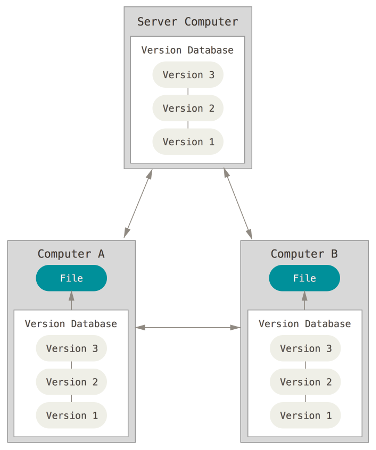 Server Computer
Version Database
Version 3
Version 2
Version 1
Computer A
File
Version Database
Version 3
Version 2
Version 1
Computer B
File
Version Database
Version 3
Version 2
Version 1